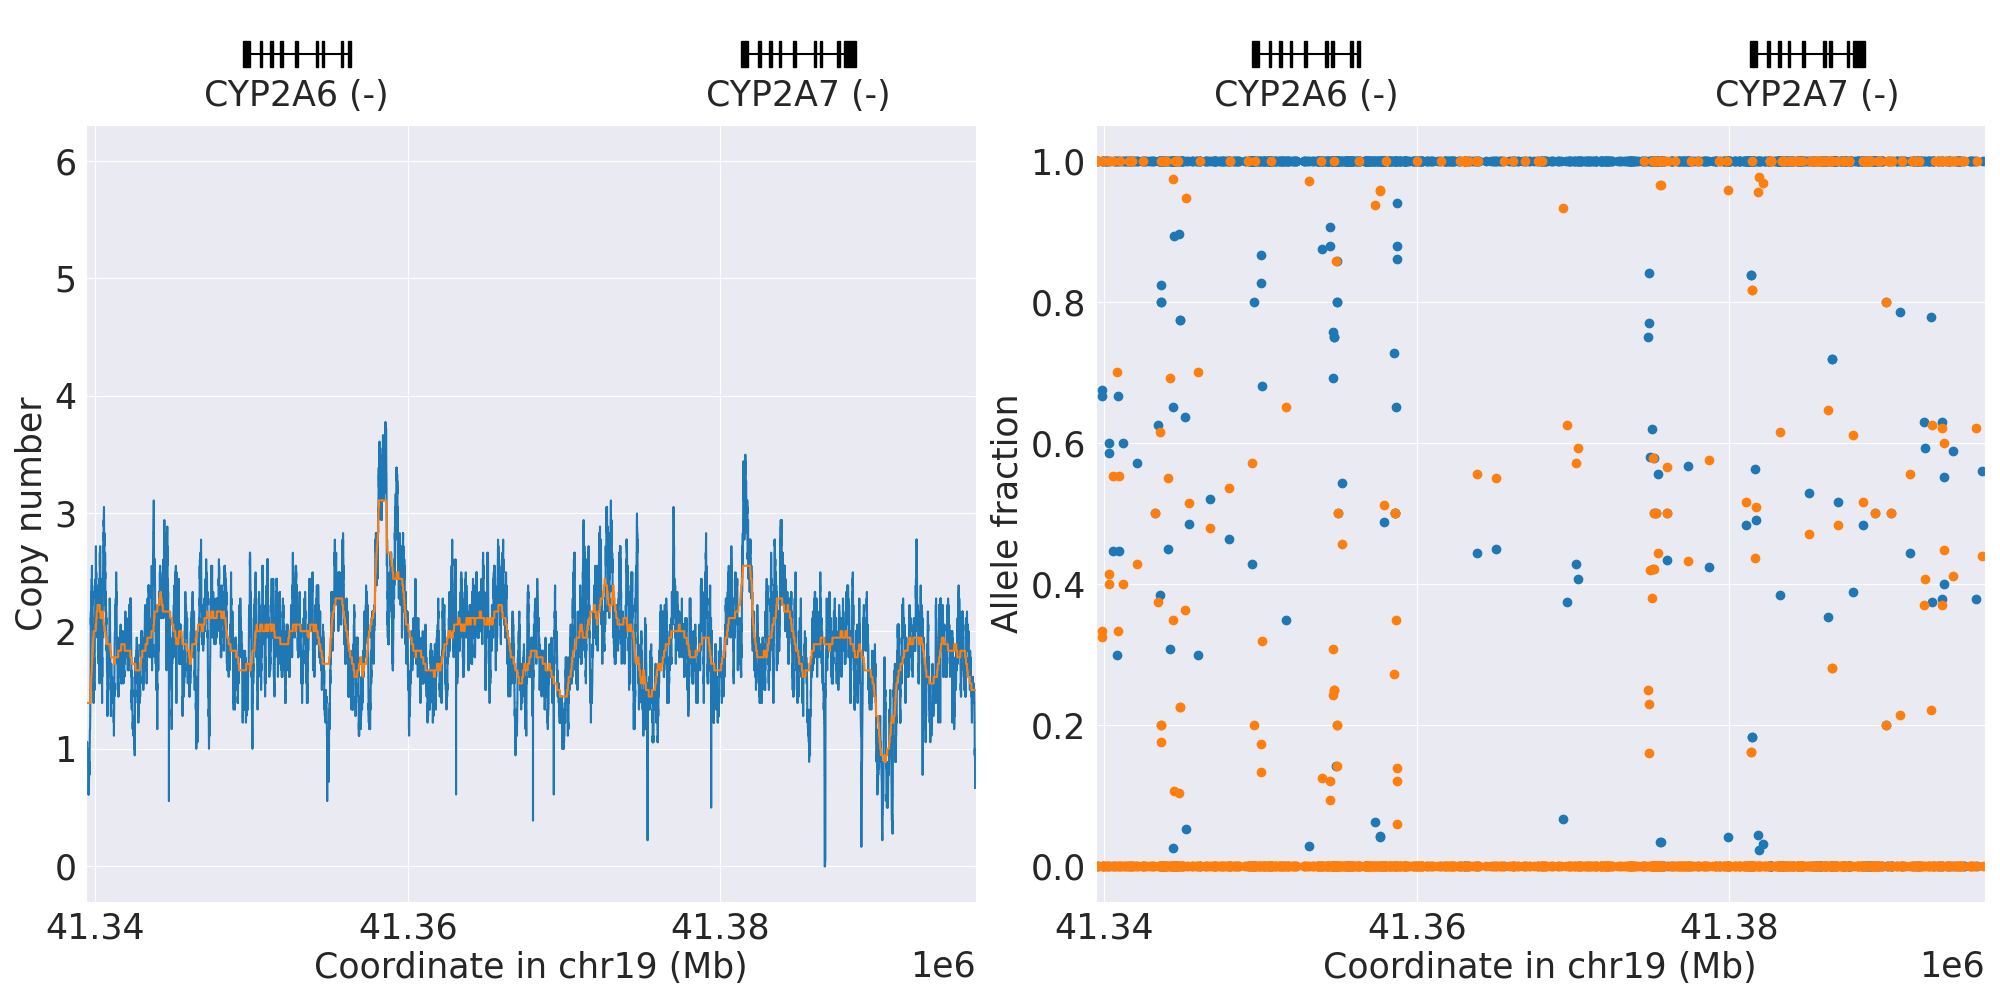 CYP2A6 (-) CYP2A7 (-)
Copy number
6
5
4
3
2
1
0
41.34 41.36 41.38
Coordinate in chr19 (Mb) 1e6
CYP2A6 (-) CYP2A7 (-)
Allele fraction
1.0
0.8
0.6
0.4
0.2
0.0
41.34 41.36 41.38
Coordinate in chr19 (Mb) 1e6